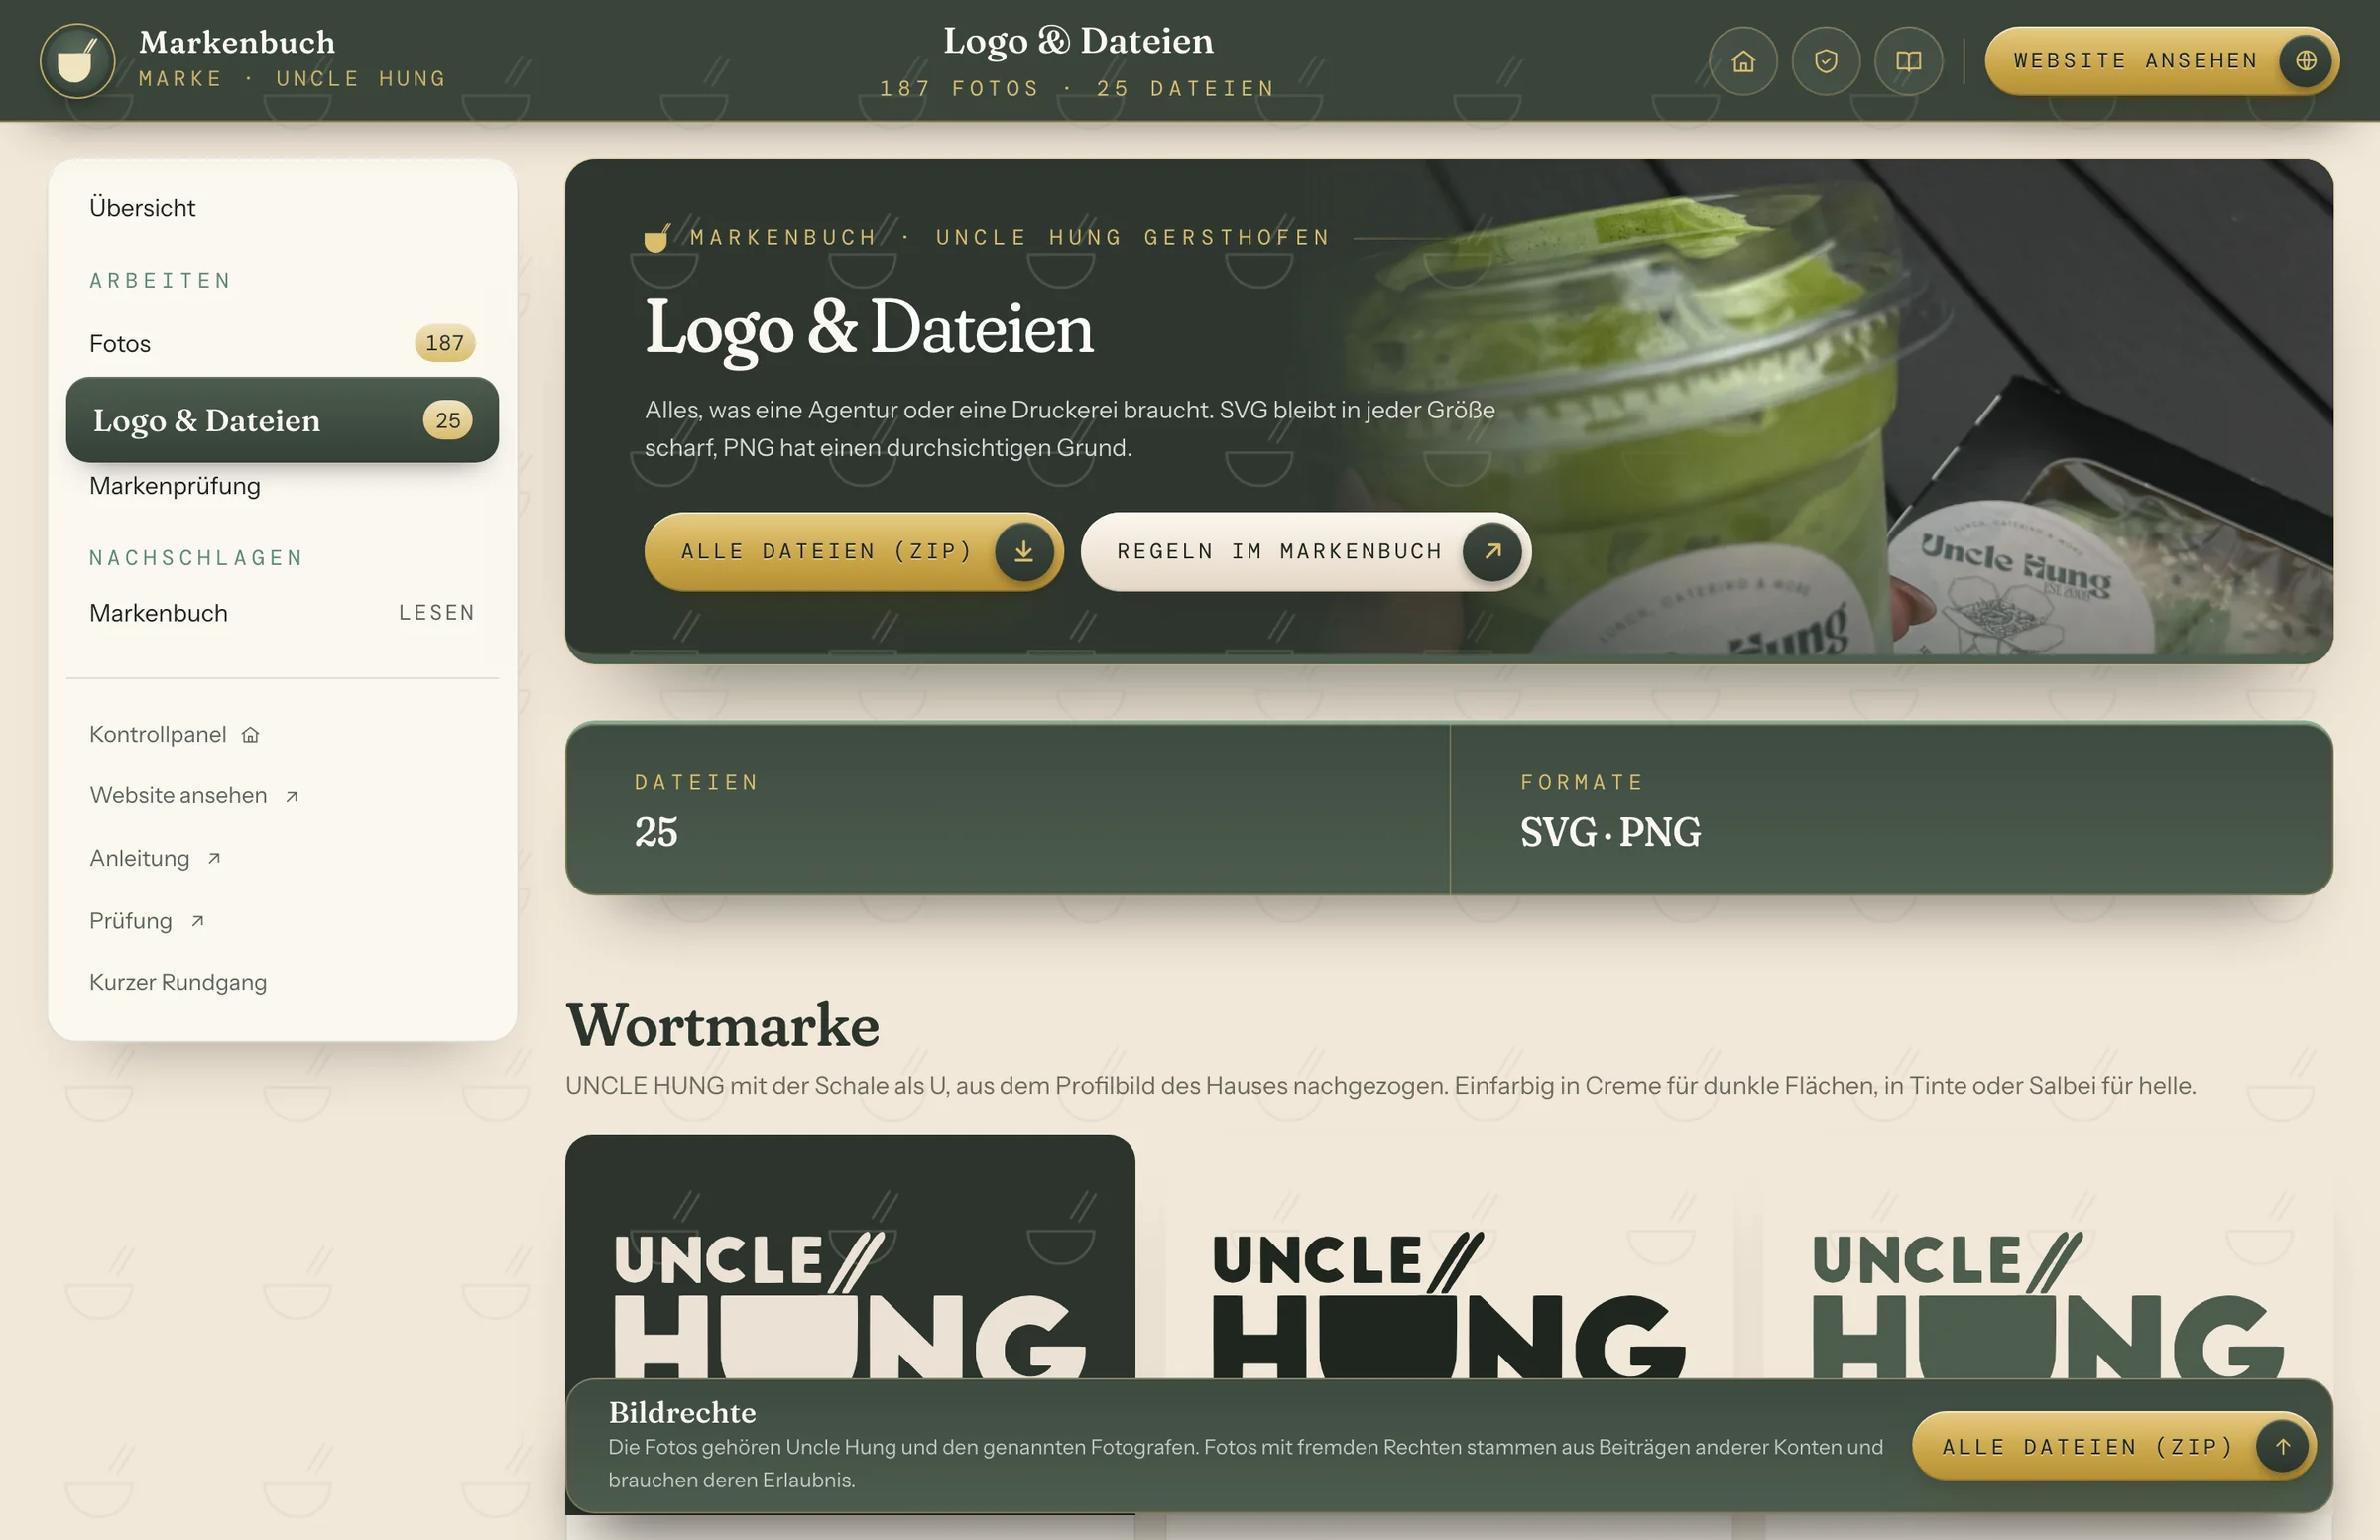 Markenbuch
MARKE · UNCLE HUNG
Logo & Dateien
187 FOTOS · 25 DATEIEN
WEBSITE ANSEHEN
Übersicht
ARBEITEN
Fotos 187
Logo & Dateien 25
Markenprüfung
NACHSCHLAGEN
Markenbuch LESEN
Kontrollpanel
Website ansehen
Anleitung
Prüfung
Kurzer Rundgang
MARKENBUCH · UNCLE HUNG GERSTHOFEN
Logo & Dateien
Alles, was eine Agentur oder eine Druckerei braucht. SVG bleibt in jeder Größe
scharf, PNG hat einen durchsichtigen Grund.
ALLE DATEIEN (ZIP)
REGELN IM MARKENBUCH
LUNCH, CATERING & MORE
Hung
Uncle Hung
DATEIEN
25
FORMATE
SVG · PNG
Wortmarke
UNCLE HUNG mit der Schale als U, aus dem Profilbild des Hauses nachgezogen. Einfarbig in Creme für dunkle Flächen, in Tinte oder Salbei für helle.
UNCLE
HUNG
UNCLE
HUNG
UNCLE
HUNG
Bildrechte
Die Fotos gehören Uncle Hung und den genannten Fotografen. Fotos mit fremden Rechten stammen aus Beiträgen anderer Konten und
brauchen deren Erlaubnis.
ALLE DATEIEN (ZIP)